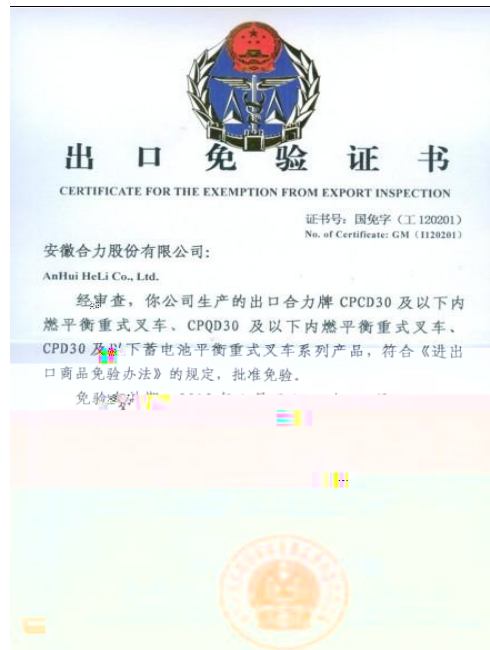 出口免验证书
CERTIFICATE FOR THE EXEMPTION FROM EXPORT INSPECTION
证书号：国免字（工120201）
No. of Certificate: GM (I120201)
安徽合力股份有限公司：
AnHui HeLi Co., Ltd.
经审查，你公司生产的出口合力牌 CPCD30 及以下内
燃平衡重式叉车、CPQD30 及以下内燃平衡重式叉车、
CPD30 及以下蓄电池平衡重式叉车系列产品，符合《进出
口商品免验办法》的规定，批准免验。
免验